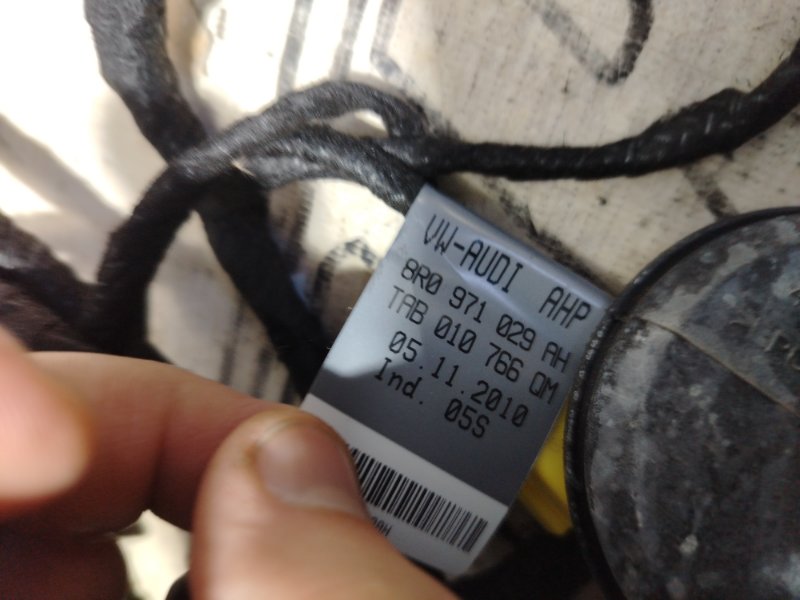 VW-AUDI AHP
8R0 971 029 AH
TAB 010 766 QM
05.11.2010
Ind. 05S